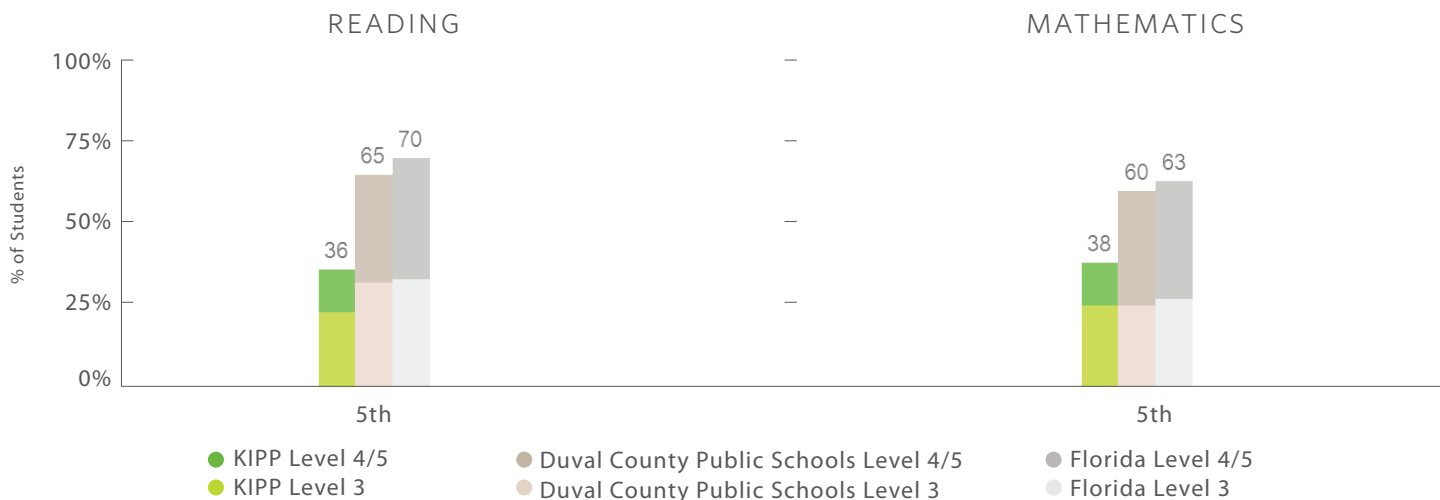 READING
MATHEMATICS
100%
75%
50%
25%
0%
% of Students
36
65
70
38
60
63
5th
5th
KIPP Level 4/5
Duval County Public Schools Level 4/5
Florida Level 4/5
KIPP Level 3
Duval County Public Schools Level 3
Florida Level 3